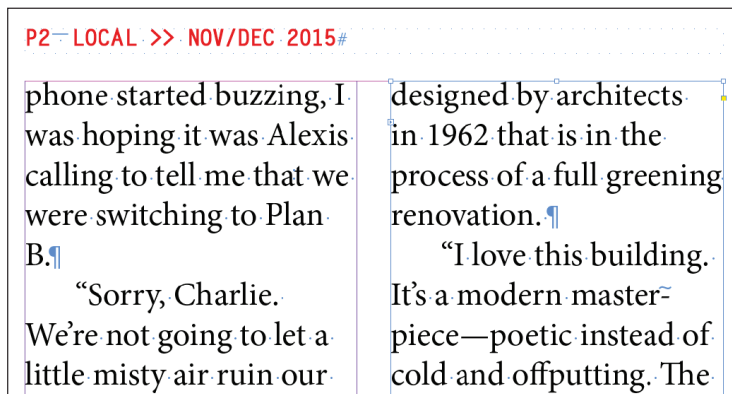 P2 LOCAL >> NOV/DEC 2015#
phone started buzzing, I
was hoping it was Alexis
calling to tell me that we
were switching to Plan
B.¶
“Sorry, Charlie.
We’re not going to let a
little misty air ruin our
designed by architects
in 1962 that is in the
process of a full greening
renovation.¶
“I love this building.
It’s a modern master-
piece—poetic instead of
cold and offputting. The